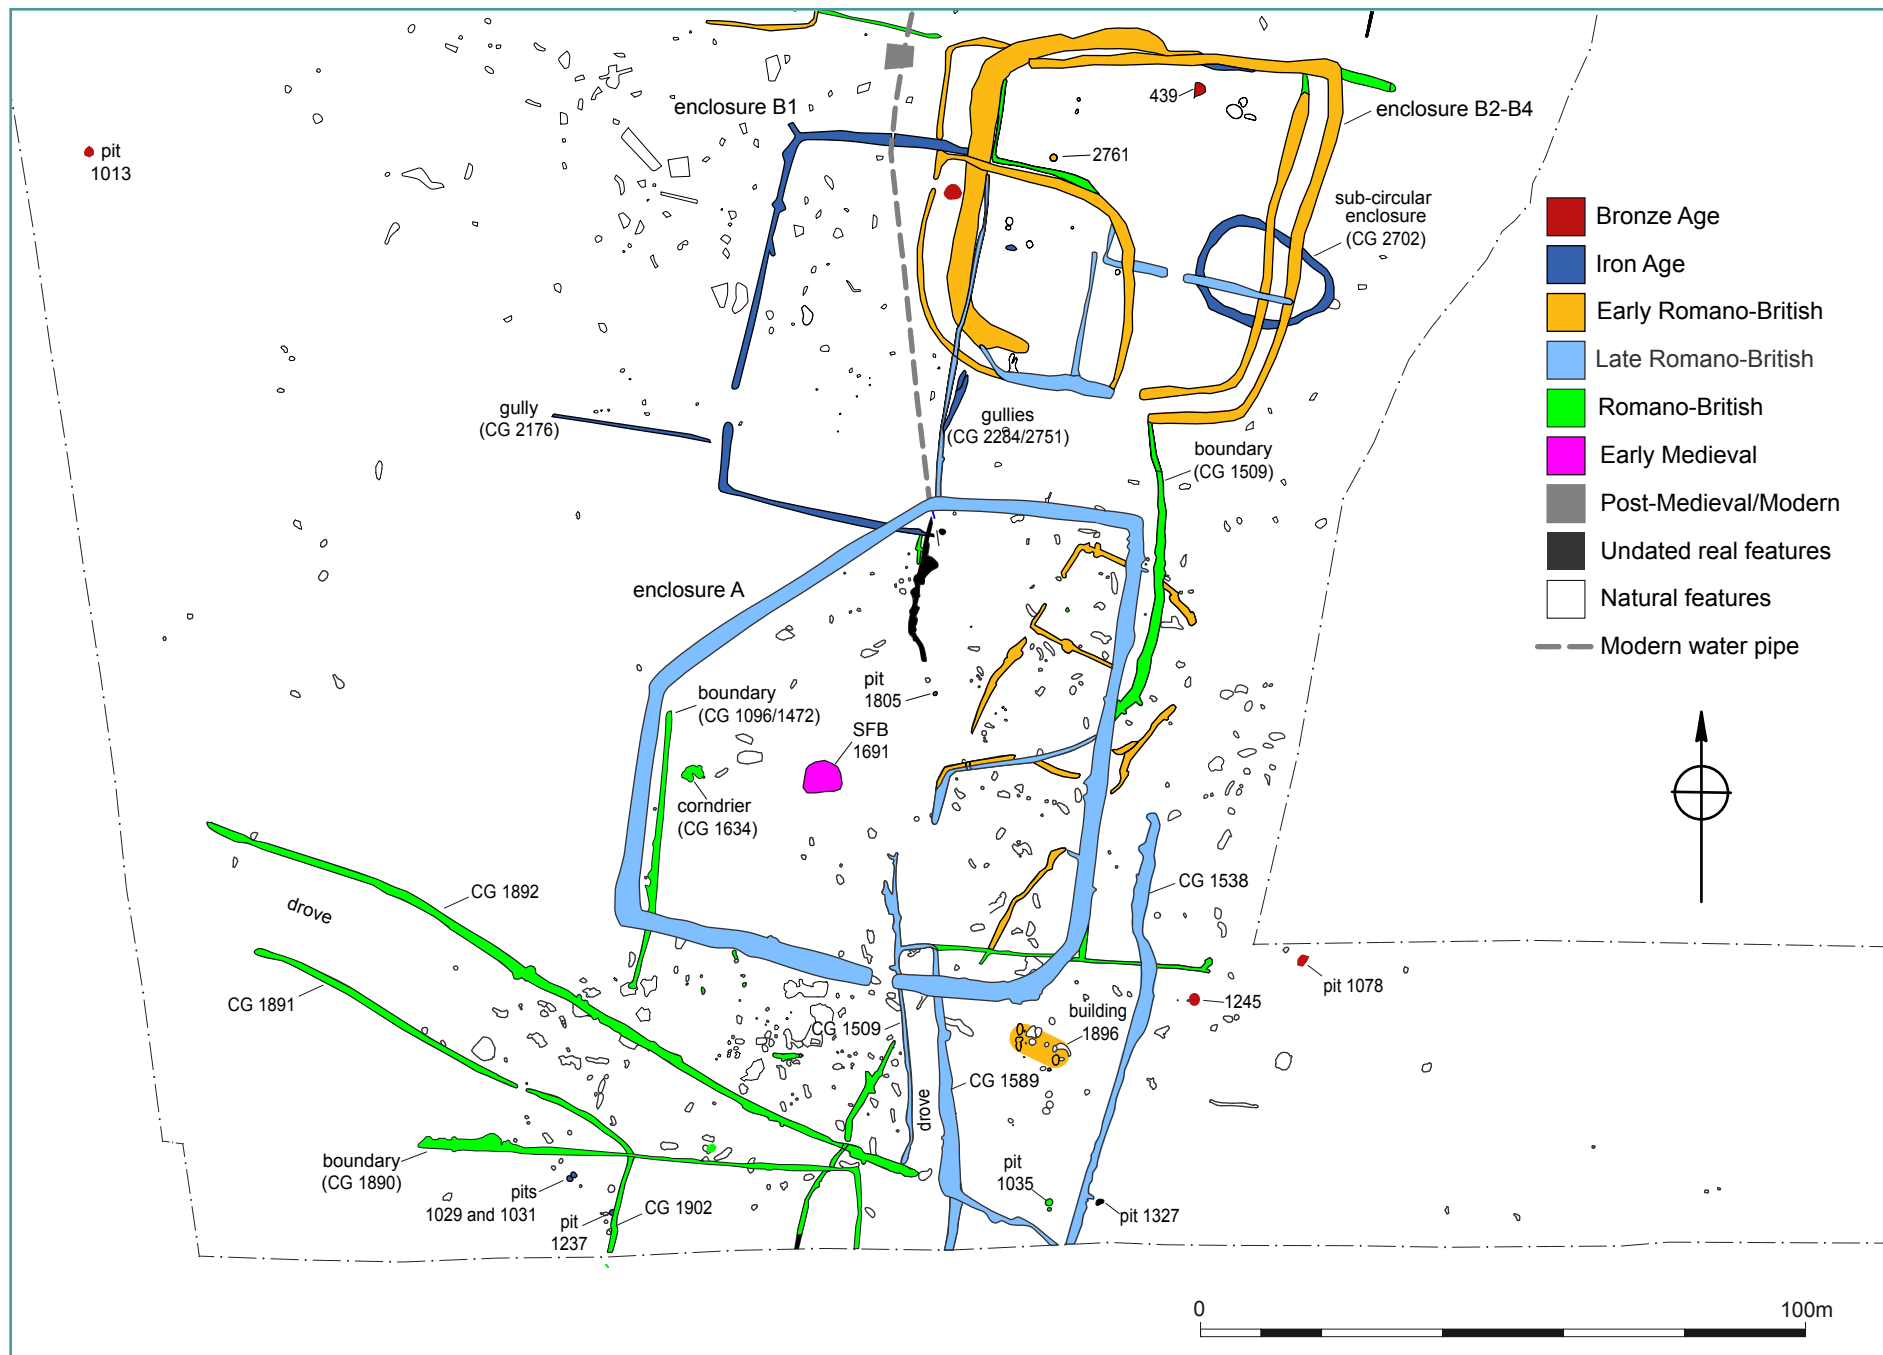 enclosure B1
439
enclosure B2-B4
pit
1013
2761
sub-circular
enclosure
(CG 2702)
gully
(CG 2176)
gullies
(CG 2284/2751)
boundary
(CG 1509)
enclosure A
pit
1805
boundary
(CG 1096/1472)
SFB
1691
corndrier
(CG 1634)
CG 1892
drove
CG 1538
CG 1891
pit 1078
1245
building
1896
CG 1509
CG 1589
drove
boundary
(CG 1890)
pits
1029 and 1031
pit
1237
CG 1902
pit
1035
pit 1327
Bronze Age
Iron Age
Early Romano-British
Late Romano-British
Romano-British
Early Medieval
Post-Medieval/Modern
Undated real features
Natural features
Modern water pipe
0
100m